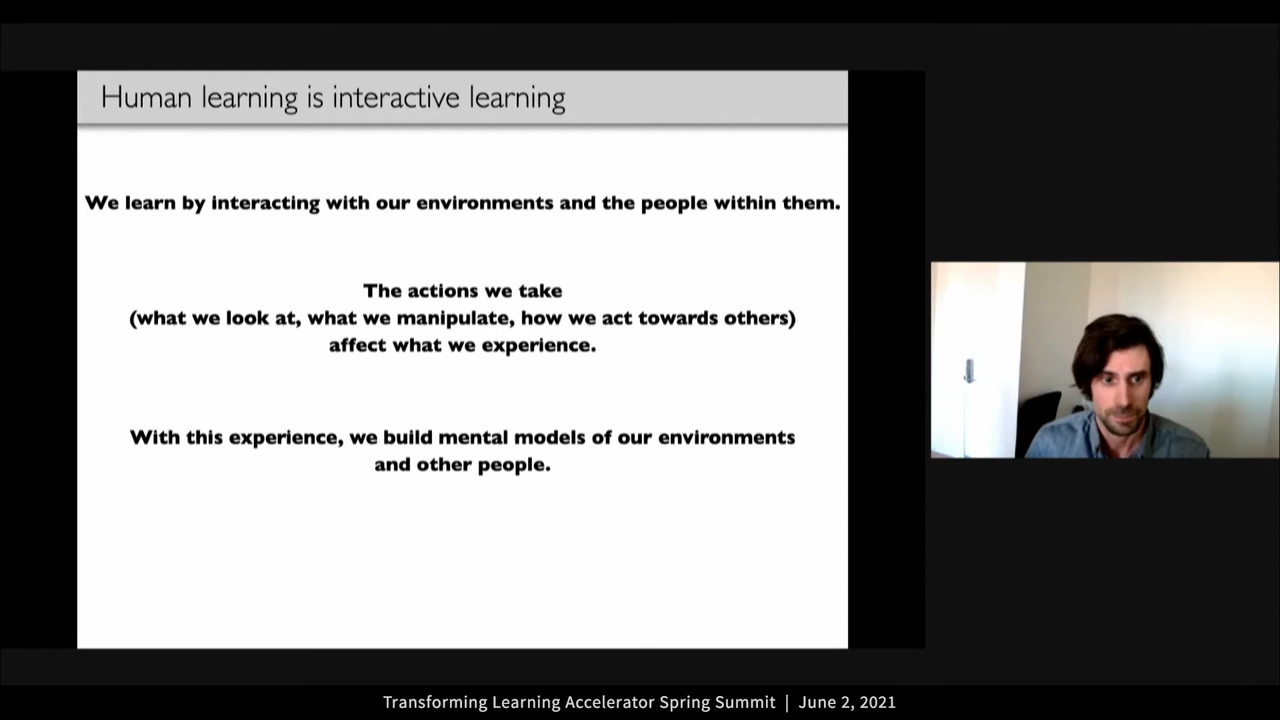 Human learning is interactive learning
We learn by interacting with our environments and the people within them.
The actions we take
(what we look at, what we manipulate, how we act towards others)
affect what we experience.
With this experience, we build mental models of our environments
and other people.
Transforming Learning Accelerator Spring Summit | June 2, 2021